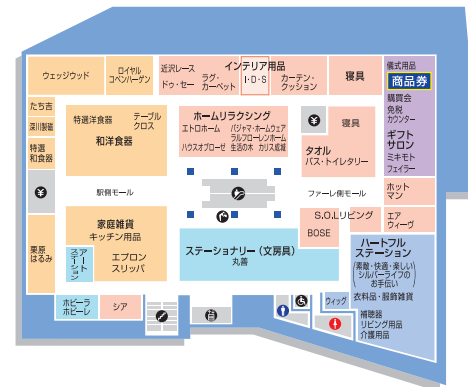 ウェッジウッド
ロイヤル
コペンハーゲン
近沢レース
ドゥ・セー
ラグ・
カーペット
インテリア用品
I・D・S
カーテン・
クッション
寝具
儀式用品
商品券
購買会
免税
カウンター
ギフト
サロン
ミキモト
フェイラー
たち吉
深川製磁
特選
和食器
¥
栗原
はるみ
特選洋食器
テーブル
クロス
和洋食器
ホームリラクシング
エトロホーム
パジャマ・ホームウェア
ラルフローレンホーム
ハウスオブローゼ
生活の木
カリス成城
¥
寝具
タオル
バス・トイレタリー
駅側モール
ファーレ側モール
ホット
マン
エア
ウィーヴ
家庭雑貨
キッチン用品
アート
ステーション
エプロン
スリッパ
ステーショナリー（文房具）
丸善
S.O.Lリビング
BOSE
ハートフル
ステーション
（素敵・快適・楽しい
シルバーライフの
お手伝い）
衣料品・服飾雑貨
補聴器
リビング用品
介護用品
ウィッグ
ホビーラ
ホビーレ
シア